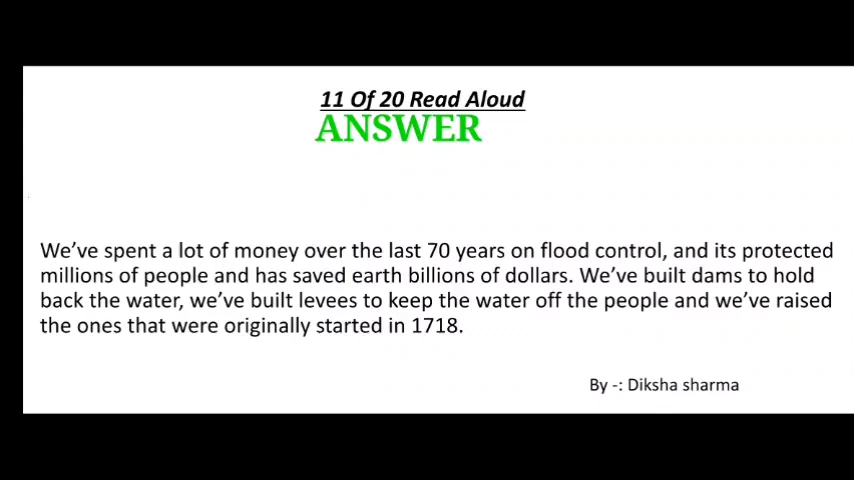 11 Of 20 Read Aloud
ANSWER
We’ve spent a lot of money over the last 70 years on flood control, and its protected
millions of people and has saved earth billions of dollars. We’ve built dams to hold
back the water, we’ve built levees to keep the water off the people and we’ve raised
the ones that were originally started in 1718.
By -: Diksha sharma